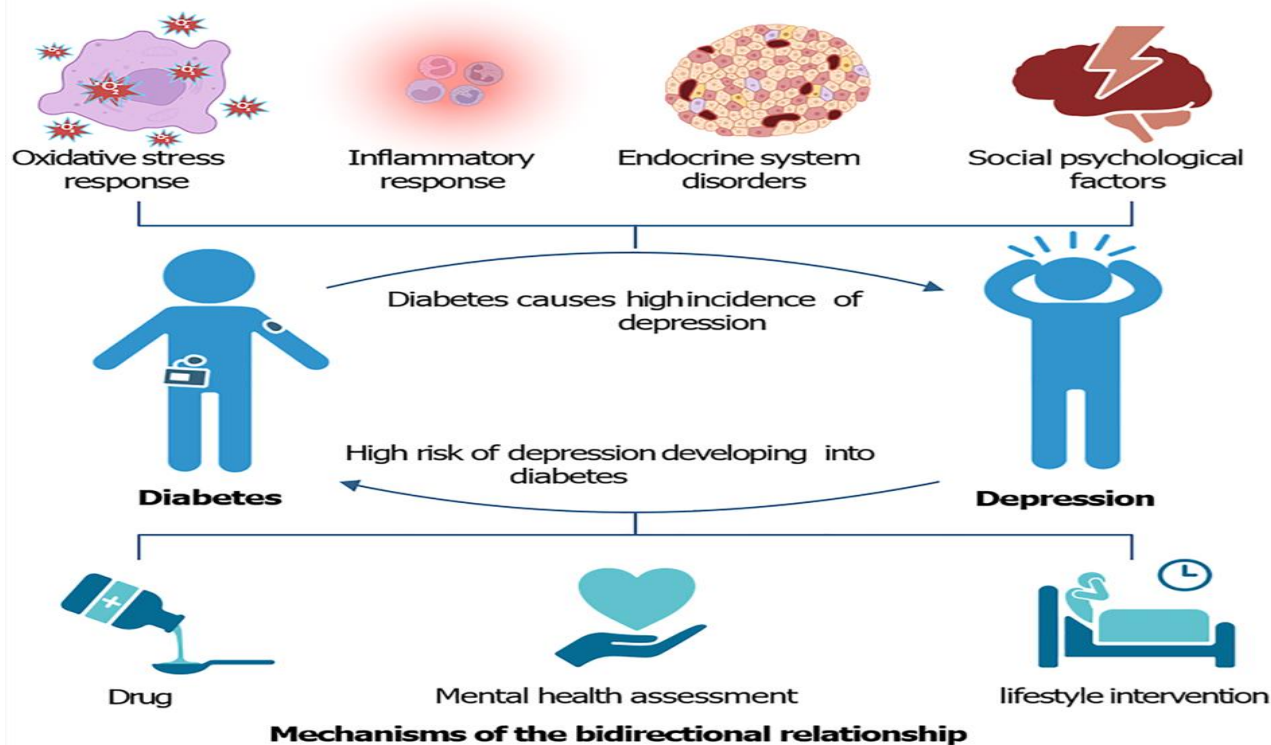 Oxidative stress
response
Inflammatory
response
Endocrine system
disorders
Social psychological
factors
Diabetes causes high incidence of
depression
High risk of depression developing into
diabetes
Diabetes
Depression
Drug
Mental health assessment
lifestyle intervention
Mechanisms of the bidirectional relationship